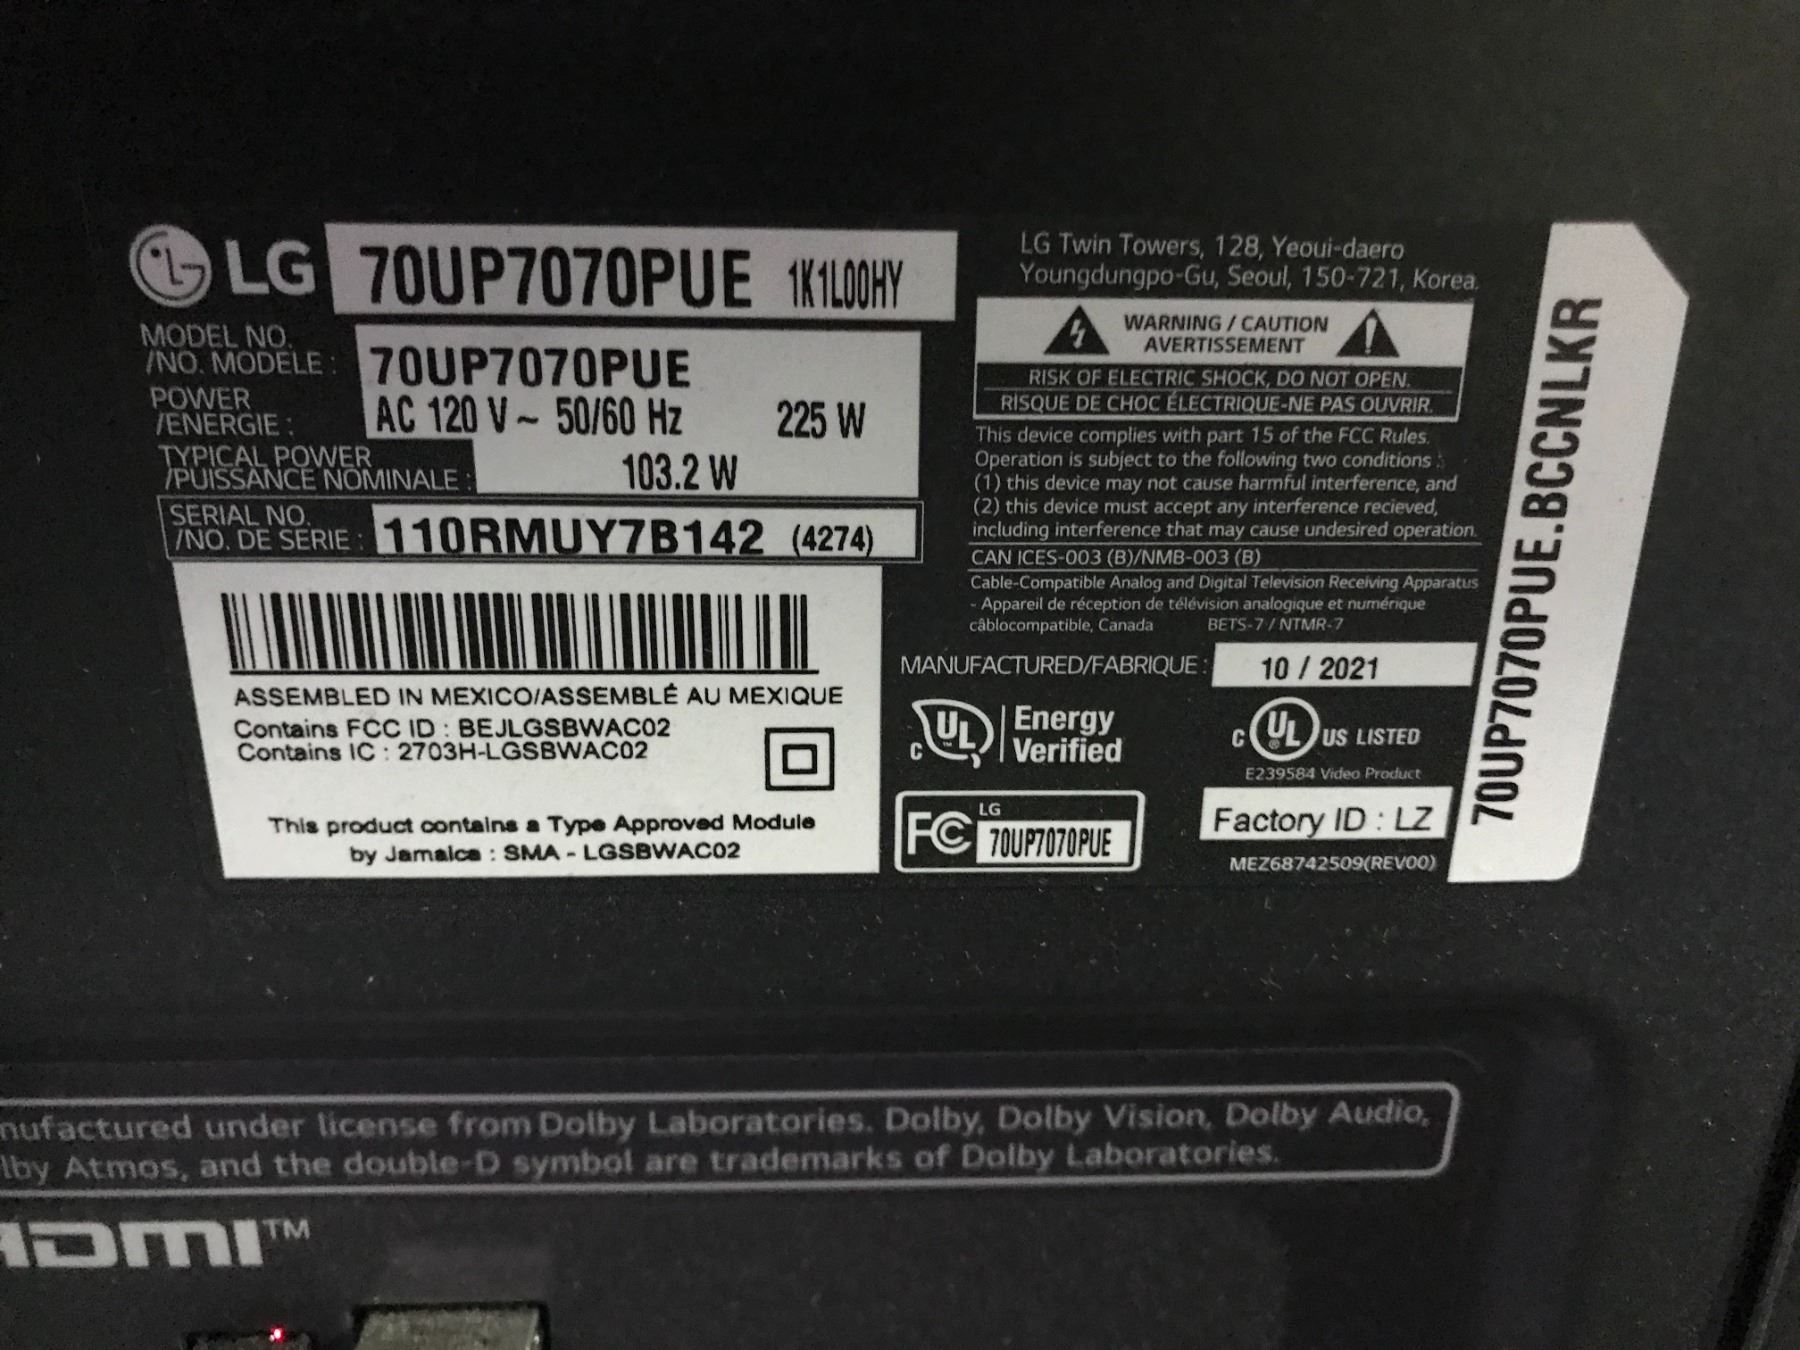 LG 70UP7070PUE 1K1L00HY
MODEL NO.
/NO. MODÈLE : 70UP7070PUE
POWER
/ÉNERGIE : AC 120 V ~ 50/60 Hz 225 W
TYPICAL POWER
/PUISSANCE NOMINALE : 103.2 W
SERIAL NO.
/NO. DE SÉRIE : 110RMUY7B142 (4274)
ASSEMBLED IN MEXICO/ASSEMBLÉ AU MEXIQUE
Contains FCC ID : BEJLGSBWAC02
Contains IC : 2703H-LGSBWAC02
This product contains a Type Approved Module
by Jamaica : SMA - LGSBWAC02
LG Twin Towers, 128, Yeoui-daero
Youngdungpo-Gu, Seoul, 150-721, Korea.
WARNING / CAUTION
AVERTISSEMENT
RISK OF ELECTRIC SHOCK, DO NOT OPEN.
RISQUE DE CHOC ÉLECTRIQUE-NE PAS OUVRIR.
This device complies with part 15 of the FCC Rules.
Operation is subject to the following two conditions :
(1) this device may not cause harmful interference, and
(2) this device must accept any interference recieved,
including interference that may cause undesired operation.
CAN ICES-003 (B)/NMB-003 (B)
Cable-Compatible Analog and Digital Television Receiving Apparatus
- Appareil de réception de télévision analogique et numérique
câblocompatible, Canada BETS-7 / NTMR-7
MANUFACTURED/FABRIQUE : 10 / 2021
C UL ™ Energy
Verified
C UL ® US LISTED
E239584 Video Product
FC LG
70UP7070PUE
Factory ID : LZ
MEZ68742509(REV00)
70UP7070PUE.BCCNLKR
nufactured under license from Dolby Laboratories. Dolby, Dolby Vision, Dolby Audio,
lby Atmos, and the double-D symbol are trademarks of Dolby Laboratories.
HDMI™